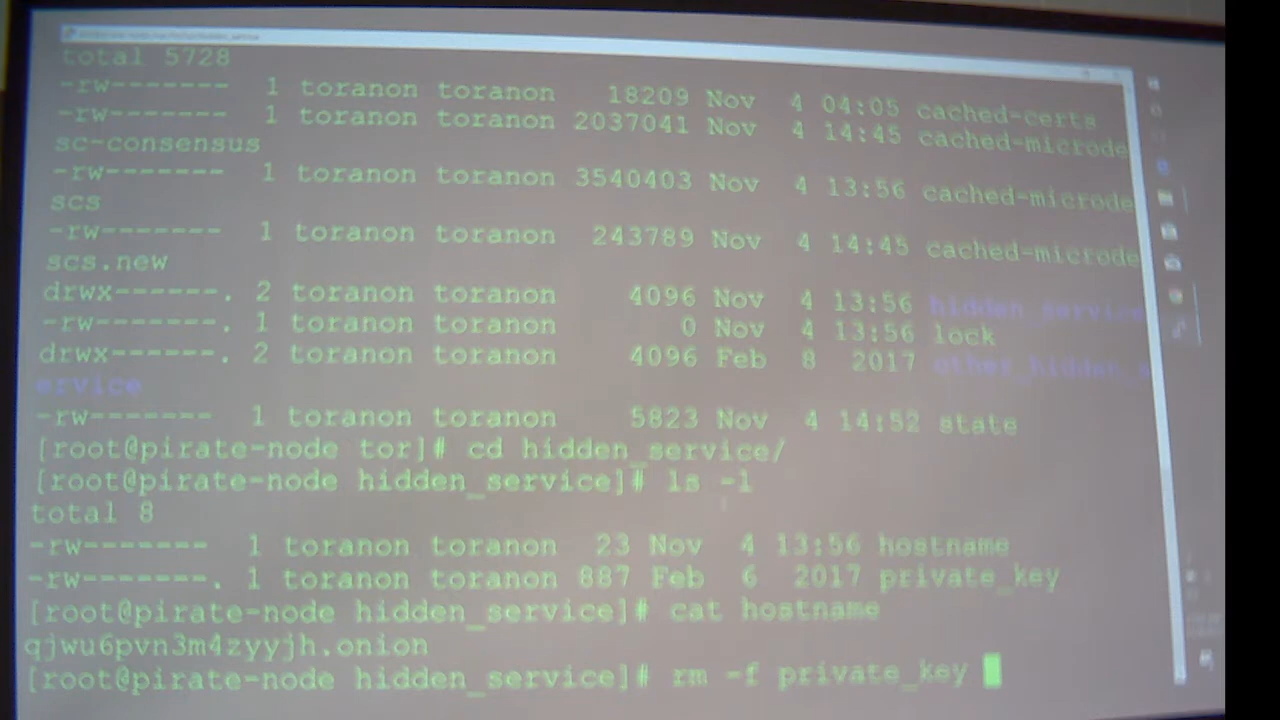 total 5728
-rw------- 1 toranon toranon 18209 Nov 4 04:05 cached-certs
-rw------- 1 toranon toranon 2037041 Nov 4 14:45 cached-microde
sc-consensus
-rw------- 1 toranon toranon 3540403 Nov 4 13:56 cached-microde
scs
-rw------- 1 toranon toranon 243789 Nov 4 14:45 cached-microde
scs.new
drwx------. 2 toranon toranon 4096 Nov 4 13:56 hidden_service
-rw-------. 1 toranon toranon 0 Nov 4 13:56 lock
drwx------. 2 toranon toranon 4096 Feb 8 2017 other_hidden_s
ervice
-rw------- 1 toranon toranon 5823 Nov 4 14:52 state
[root@pirate-node tor]# cd hidden_service/
[root@pirate-node hidden_service]# ls -l
total 8
-rw------- 1 toranon toranon 23 Nov 4 13:56 hostname
-rw-------. 1 toranon toranon 887 Feb 6 2017 private_key
[root@pirate-node hidden_service]# cat hostname
qjwu6pvn3m4zyyjh.onion
[root@pirate-node hidden_service]# rm -f private_key